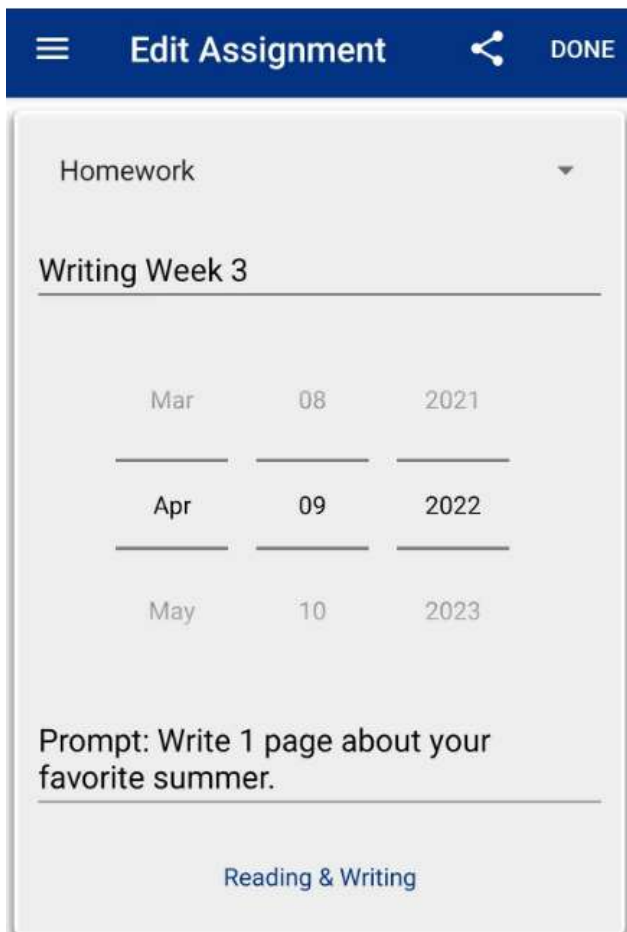 Edit Assignment DONE
Homework
Writing Week 3
Mar 08 2021
Apr 09 2022
May 10 2023
Prompt: Write 1 page about your
favorite summer.
Reading & Writing